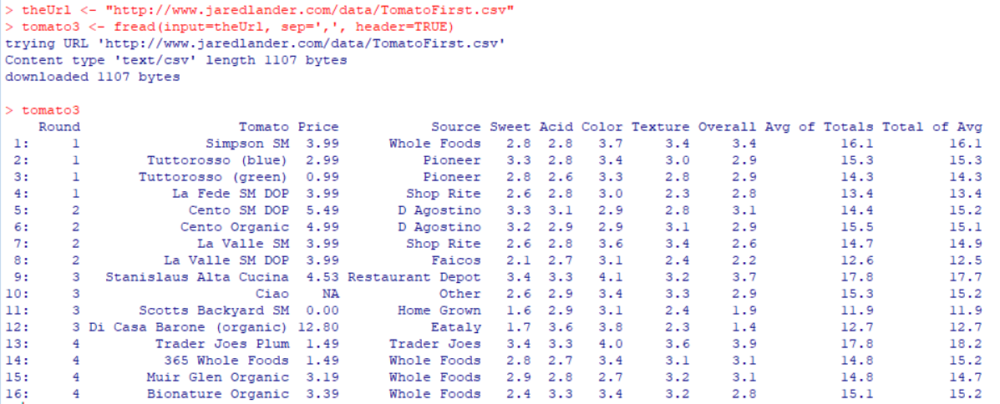 > theUrl <- "http://www.jaredlander.com/data/TomatoFirst.csv"
> tomato3 <- fread(input=theUrl, sep=',', header=TRUE)
trying URL 'http://www.jaredlander.com/data/TomatoFirst.csv'
Content type 'text/csv' length 1107 bytes
downloaded 1107 bytes
> tomato3
Round Tomato Price Source Sweet Acid Color Texture Overall Avg of Totals Total of Avg
1: 1 Simpson SM 3.99 Whole Foods 2.8 2.8 3.7 3.4 3.4 16.1 16.1
2: 1 Tuttorosso (blue) 2.99 Pioneer 3.3 2.8 3.4 3.0 2.9 15.3 15.3
3: 1 Tuttorosso (green) 0.99 Pioneer 2.8 2.6 3.3 2.8 2.9 14.3 14.3
4: 1 La Fede SM DOP 3.99 Shop Rite 2.6 2.8 3.0 2.3 2.8 13.4 13.4
5: 2 Cento SM DOP 5.49 D Agostino 3.3 3.1 2.9 2.8 3.1 14.4 15.2
6: 2 Cento Organic 4.99 D Agostino 3.2 2.9 2.9 3.1 2.9 15.5 15.1
7: 2 La Valle SM 3.99 Shop Rite 2.6 2.8 3.6 3.4 2.6 14.7 14.9
8: 2 La Valle SM DOP 3.99 Faicos 2.1 2.7 3.1 2.4 2.2 12.6 12.5
9: 3 Stanislaus Alta Cucina 4.53 Restaurant Depot 3.4 3.3 4.1 3.2 3.7 17.8 17.7
10: 3 Ciao NA Other 2.6 2.9 3.4 3.3 2.9 15.3 15.2
11: 3 Scotts Backyard SM 0.00 Home Grown 1.6 2.9 3.1 2.4 1.9 11.9 11.9
12: 3 Di Casa Barone (organic) 12.80 Eataly 1.7 3.6 3.8 2.3 1.4 12.7 12.7
13: 4 Trader Joes Plum 1.49 Trader Joes 3.4 3.3 4.0 3.6 3.9 17.8 18.2
14: 4 365 Whole Foods 1.49 Whole Foods 2.8 2.7 3.4 3.1 3.1 14.8 15.2
15: 4 Muir Glen Organic 3.19 Whole Foods 2.9 2.8 2.7 3.2 3.1 14.8 14.7
16: 4 Bionature Organic 3.39 Whole Foods 2.4 3.3 3.4 3.2 2.8 15.1 15.2